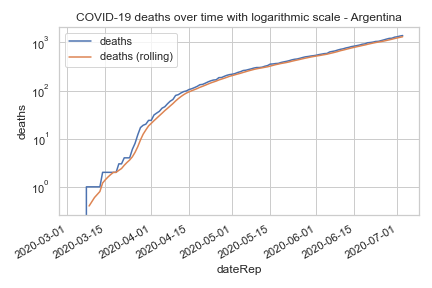 COVID-19 deaths over time with logarithmic scale - Argentina
deaths
deaths (rolling)
10³
10²
10¹
10⁰
deaths
2020-03-01
2020-03-15
2020-04-01
2020-04-15
2020-05-01
2020-05-15
2020-06-01
2020-06-15
2020-07-01
dateRep